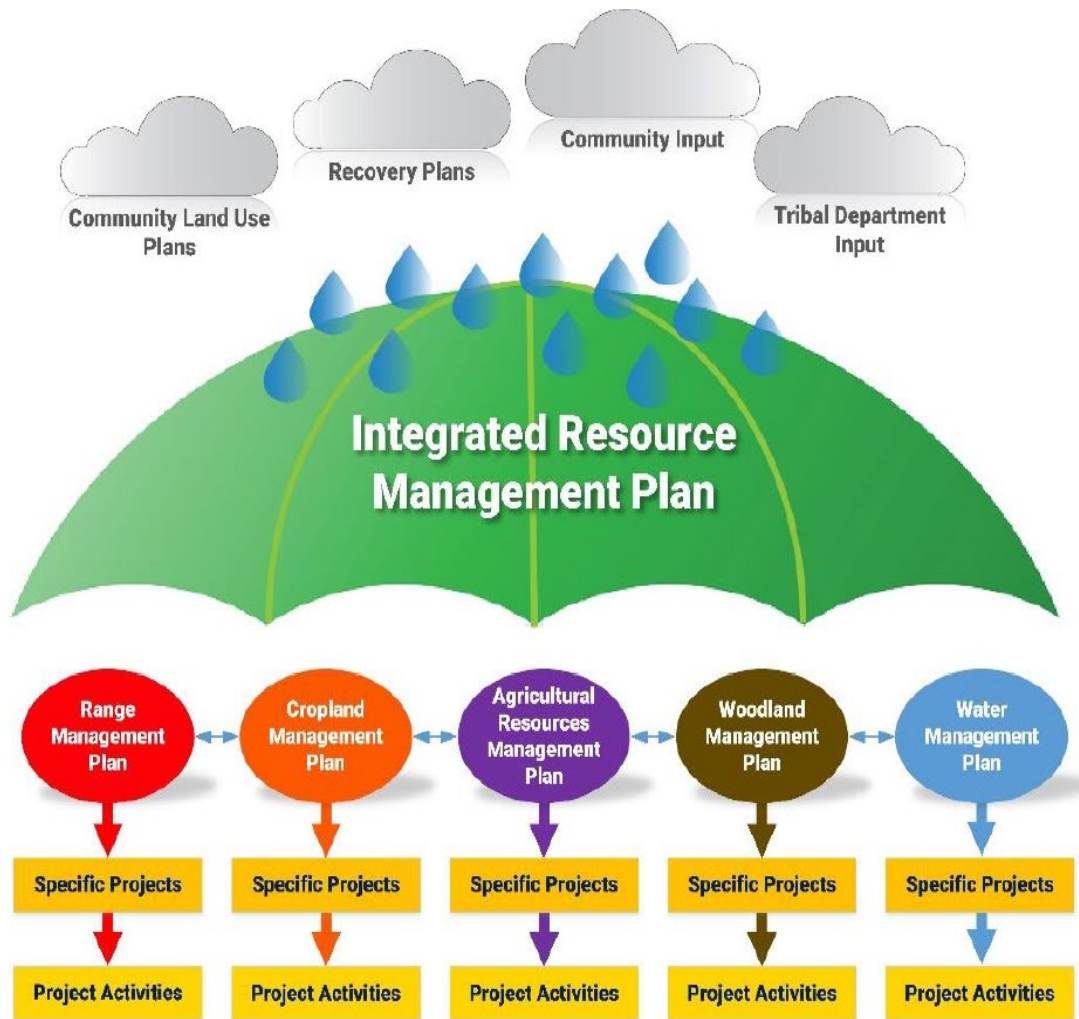 Community Land Use
Plans
Recovery Plans
Community Input
Tribal Department
Input
Integrated Resource
Management Plan
Range
Management
Plan
Cropland
Management
Plan
Agricultural
Resources
Management
Plan
Woodland
Management
Plan
Water
Management
Plan
Specific Projects
Specific Projects
Specific Projects
Specific Projects
Specific Projects
Project Activities
Project Activities
Project Activities
Project Activities
Project Activities